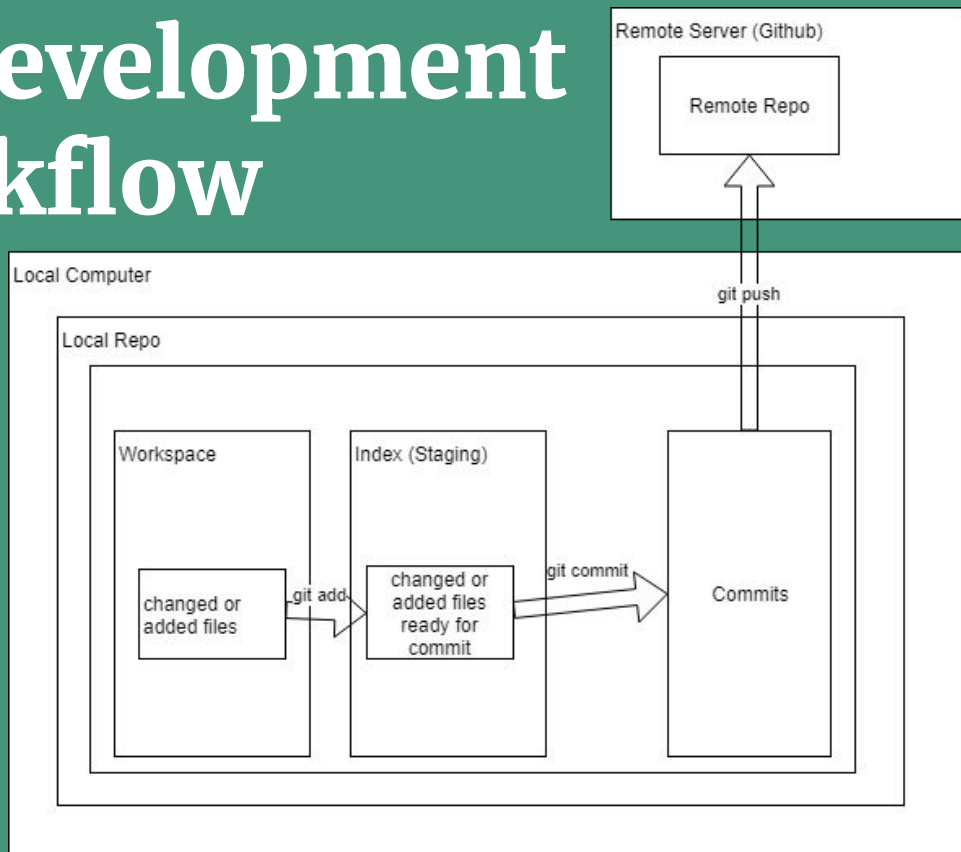 evelopment
kflow
Remote Server (Github)
Remote Repo
git push
Local Computer
Local Repo
Workspace
Index (Staging)
changed or
added files
git add
changed or
added files
ready for
commit
git commit
Commits